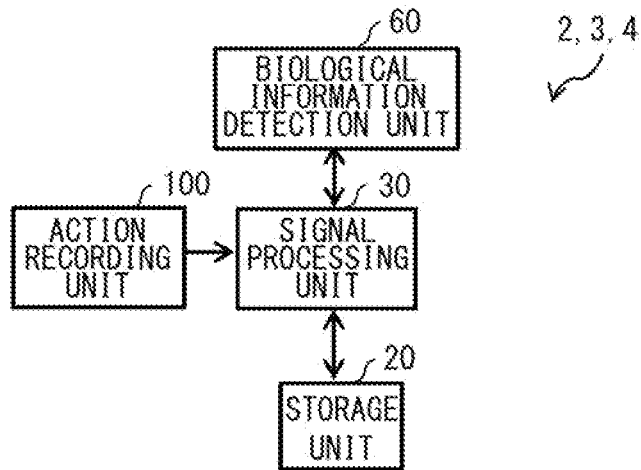 60
2, 3, 4
BIOLOGICAL
INFORMATION
DETECTION UNIT
100
30
ACTION
RECORDING
UNIT
SIGNAL
PROCESSING
UNIT
20
STORAGE
UNIT